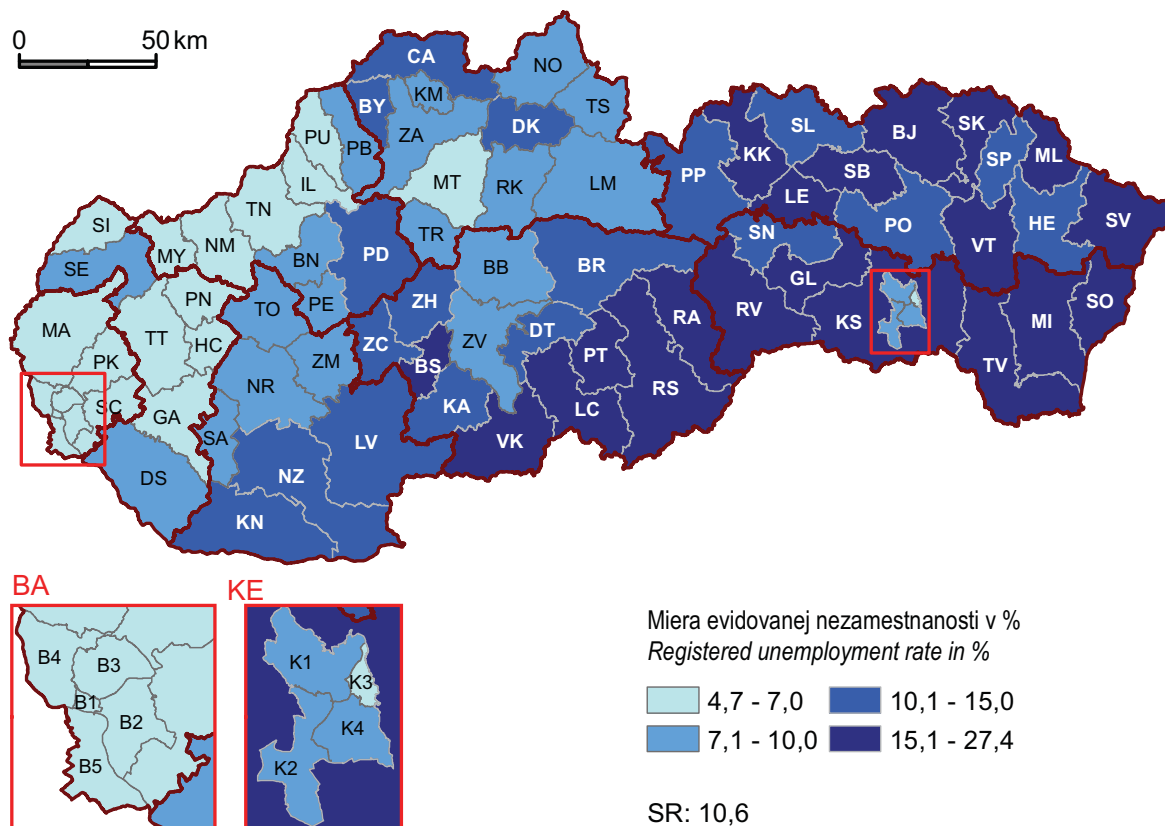 0 50 km
CA
NO
KM
BY
TS
ZA
DK
PU
PB
SL
BJ
SK
ML
KK
SP
MT
RK
LM
PP
SB
IL
LE
TN
SI
PO
HE
SV
TR
SN
NM
MY
VT
SE
BN
PD
BB
BR
GL
SO
PN
PE
ZH
TO
RV
KS
MI
MA
TT
HC
ZM
ZC
DT
RA
PK
BS
ZV
PT
TV
NR
RS
SC
GA
KA
LC
SA
LV
VK
DS
NZ
KN
BA
B4
B3
B1
B2
B5
KE
K1
K3
K4
K2
Miera evidovanej nezamestnanosti v %
Registered unemployment rate in %
4,7 - 7,0 10,1 - 15,0
7,1 - 10,0 15,1 - 27,4
SR: 10,6